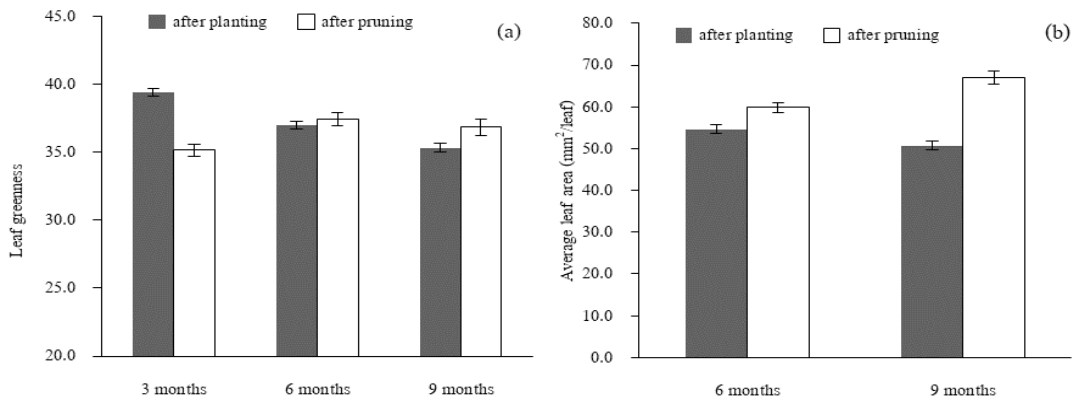 45.0
40.0
35.0
30.0
25.0
20.0
Leaf greenness
after planting
after pruning
(a)
3 months
6 months
9 months
80.0
70.0
60.0
50.0
40.0
30.0
20.0
10.0
0.0
Average leaf area (mm²/leaf)
after planting
after pruning
(b)
6 months
9 months